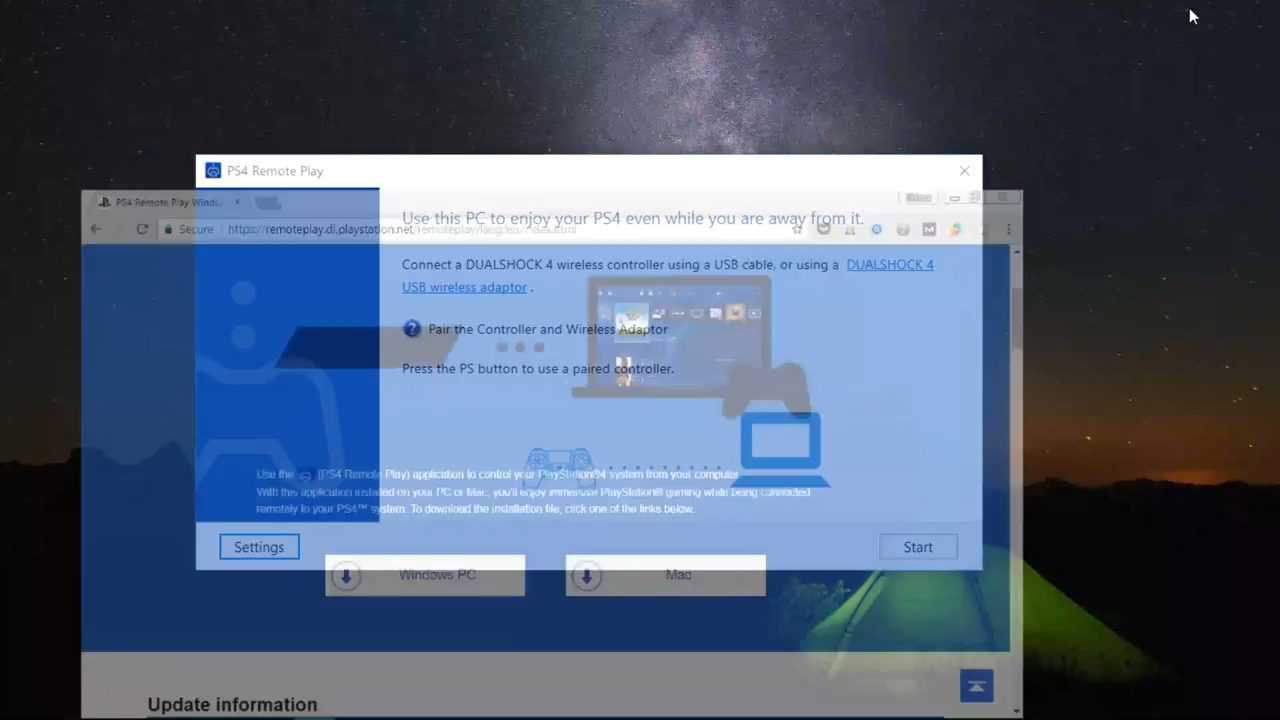 PS4 Remote Play
PS4 Remote Play Windo
Use this PC to enjoy your PS4 even while you are away from it.
Secure
https://remoteplay.dl.playstation.net/remoteplay/lang/en/index.html
Connect a DUALSHOCK 4 wireless controller using a USB cable, or using a DUALSHOCK 4
USB wireless adaptor .
? Pair the Controller and Wireless Adaptor
Press the PS button to use a paired controller.
Use the (PS4 Remote Play) application to control your PlayStation®4 system from your computer.
With this application installed on your PC or Mac, you'll enjoy immersive PlayStation® gaming while being connected
remotely to your PS4™ system. To download the installation file, click one of the links below.
Settings
Start
Windows PC
Mac
Update information